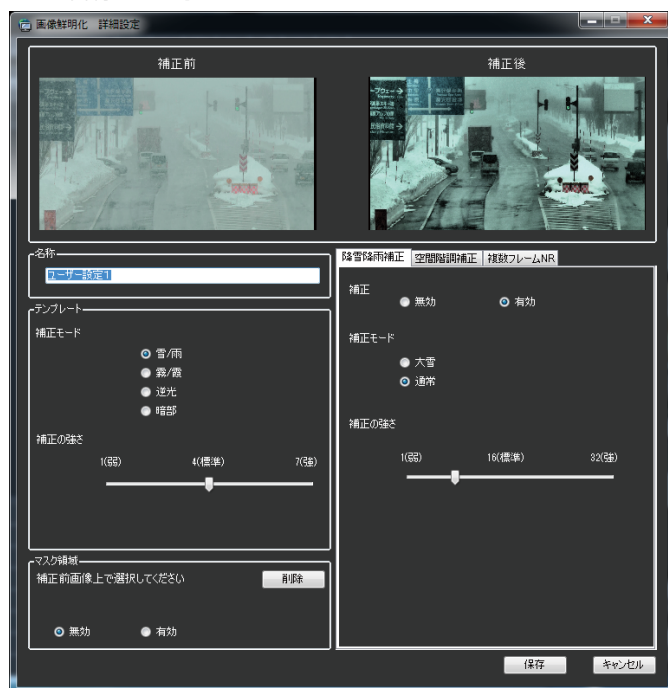 画像鮮明化 詳細設定
補正前
補正後
名称
ユーザー設定1
テンプレート
補正モード
雪/雨
霧/霞
逆光
暗部
補正の強さ
1(弱) 4(標準) 7(強)
マスク領域
補正前画像上で選択してください
削除
無効 有効
降雪降雨補正 空間階調補正 複数フレームNR
補正
無効 有効
補正モード
大雪
通常
補正の強さ
1(弱) 16(標準) 32(強)
保存 キャンセル